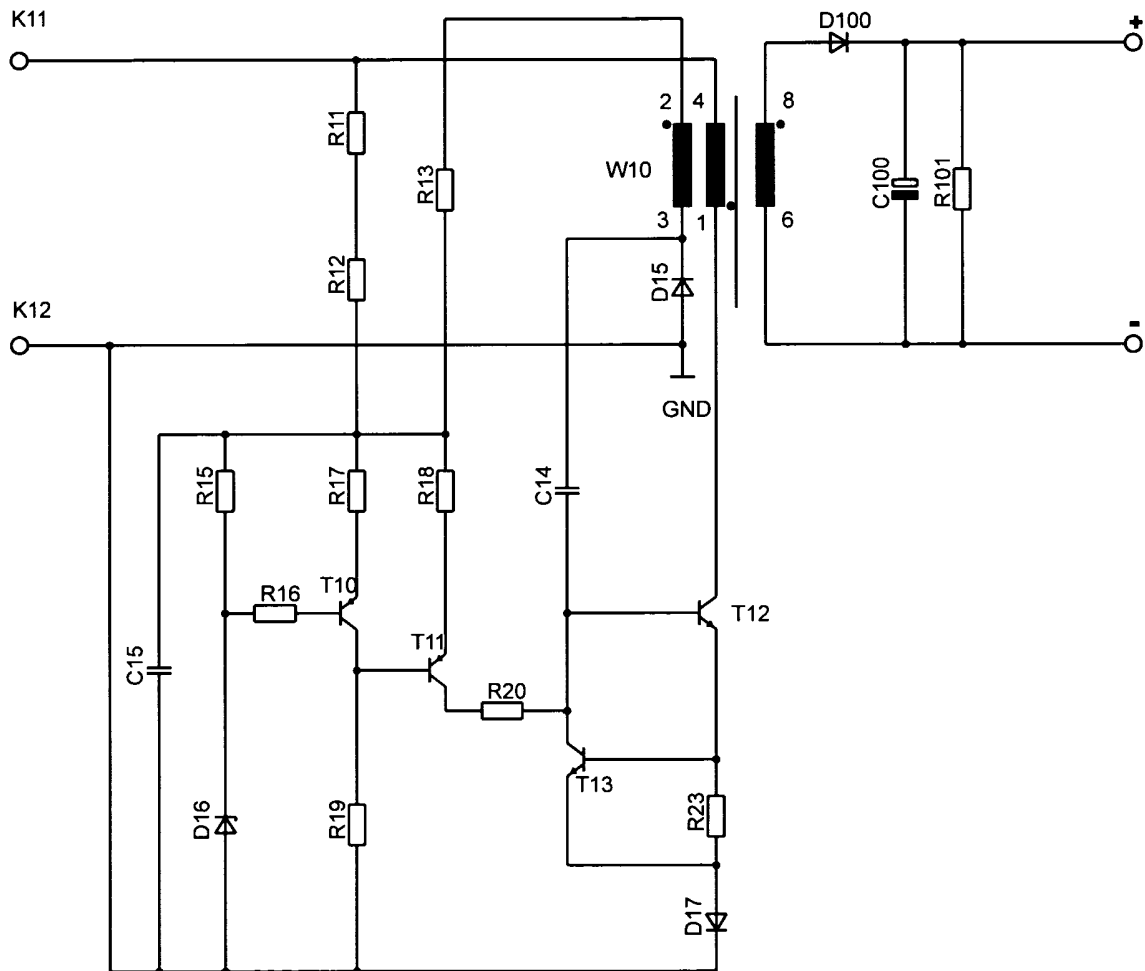 K11
D100
+
2
4
8
R11
R13
W10
C100
R101
3
1
6
R12
D15
K12
-
GND
R15
R17
R18
C14
R16
T10
T12
T11
C15
R20
T13
D16
R19
R23
D17